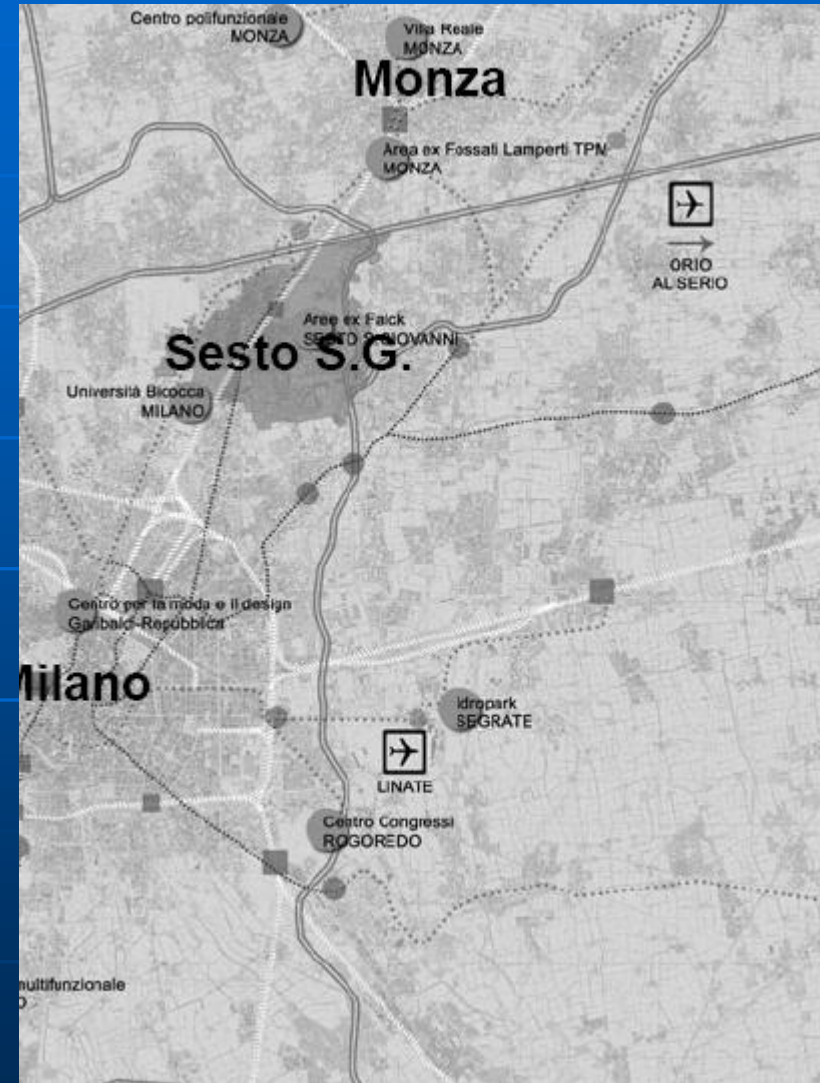 Centro polifunzionale
MONZA
Villa Reale
MONZA
Monza
Area ex Fossati Lamperti TPM
MONZA
ORIO
AL SERIO
Aree ex Falck
SESTO S.GIOVANNI
Sesto S.G.
Università Bicocca
MILANO
Centro per la moda e il design
Garibaldi-Repubblica
Milano
Idropark
SEGRATE
LINATE
Centro Congressi
ROGOREDO
multifunzionale